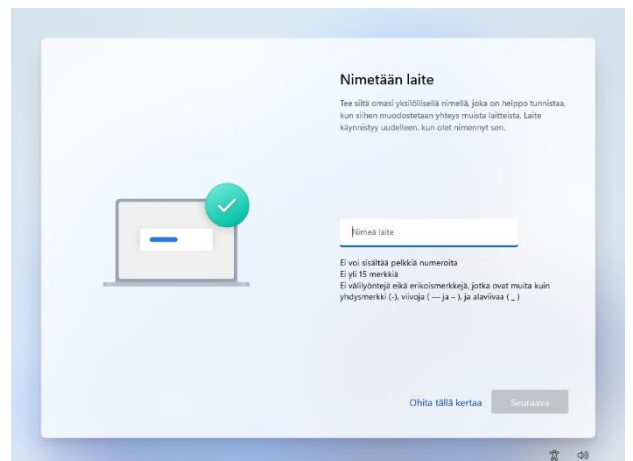 Nimetään laite
Tee siitä omasi yksilöllisellä nimellä, joka on helppo tunnistaa,
kun siihen muodostetaan yhteys muista laitteista. Laite
käynnistyy uudelleen, kun olet nimennyt sen.
Nimeä laite
Ei voi sisältää pelkkiä numeroita
Ei yli 15 merkkiä
Ei välilyöntejä eikä erikoismerkkejä, jotka ovat muita kuin
yhdysmerkki (-), viivoja ( — ja – ), ja alaviivaa ( _ )
Ohita tällä kertaa
Seuraava